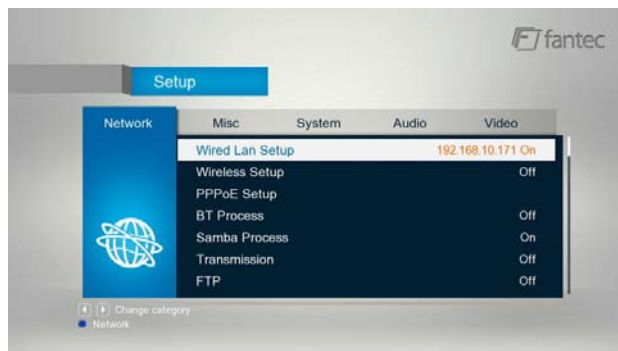 fantec
Setup
Network Misc System Audio Video
Wired Lan Setup 192.168.10.171 On
Wireless Setup Off
PPPoE Setup
BT Process Off
Samba Process On
Transmission Off
FTP Off
Change category
Network